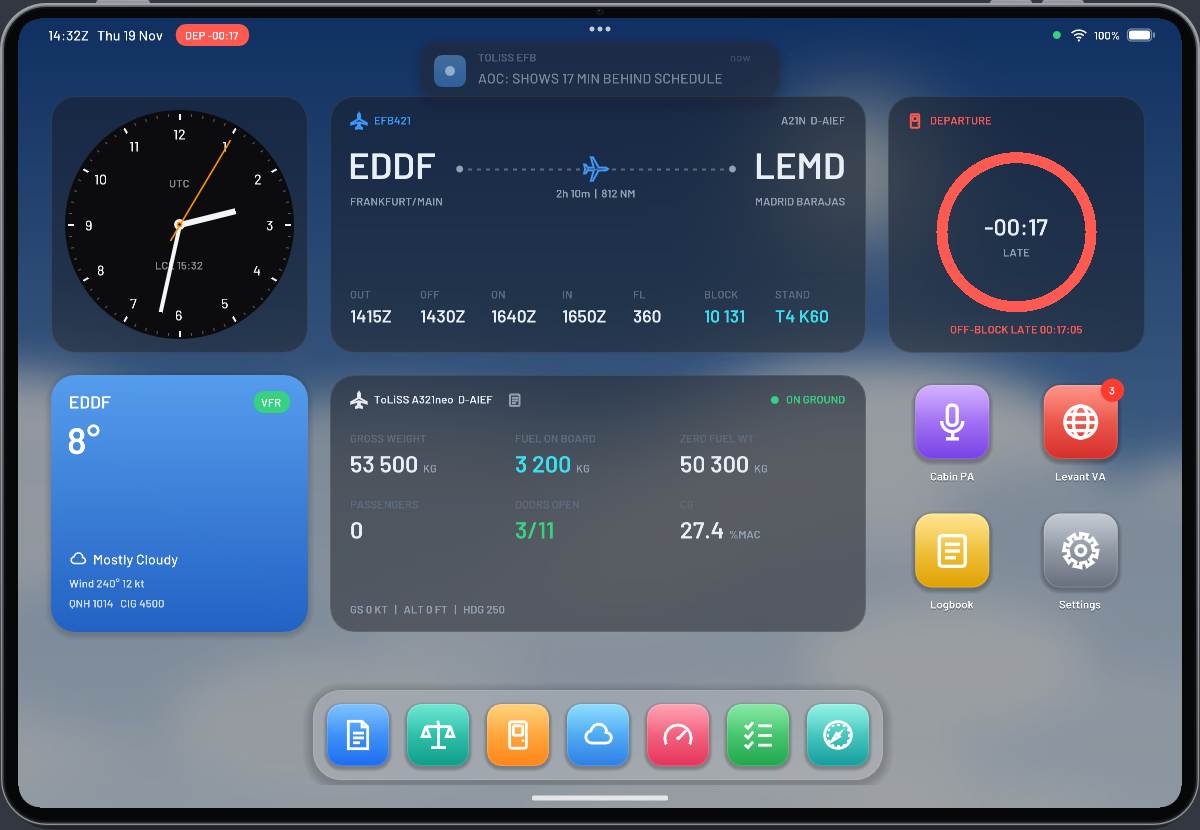 14:32Z Thu 19 Nov DEP -00:17
100%
TOLISS EFB now
AOC: SHOWS 17 MIN BEHIND SCHEDULE
12
1
2
3
4
5
6
7
8
9
10
11
UTC
LCL 15:32
EFB421 A21N D-AIEF
EDDF LEMD
2h 10m | 812 NM
FRANKFURT/MAIN MADRID BARAJAS
OUT OFF ON IN FL BLOCK STAND
1415Z 1430Z 1640Z 1650Z 360 10 131 T4 K60
DEPARTURE
-00:17
LATE
OFF-BLOCK LATE 00:17:05
EDDF VFR
8°
Mostly Cloudy
Wind 240° 12 kt
QNH 1014 CIG 4500
ToLiSS A321neo D-AIEF ON GROUND
GROSS WEIGHT FUEL ON BOARD ZERO FUEL WT
53 500 KG 3 200 KG 50 300 KG
PASSENGERS DOORS OPEN CG
0 3/11 27.4 %MAC
GS 0 KT | ALT 0 FT | HDG 250
3
Cabin PA Levant VA
Logbook Settings